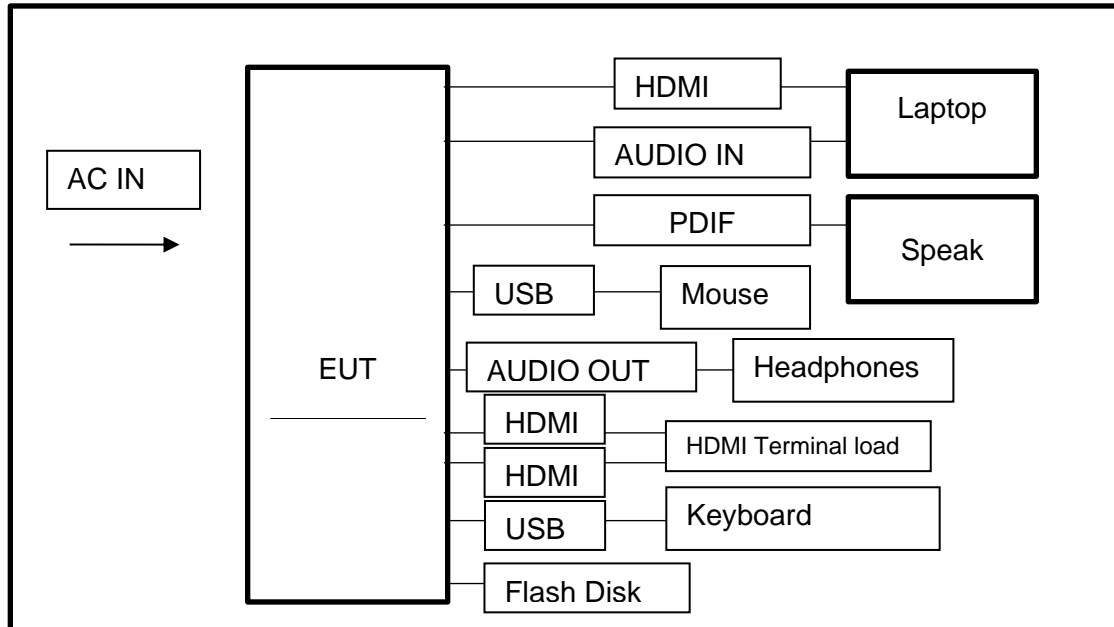 HDMI
Laptop
AUDIO IN
AC IN
PDIF
Speak
USB
Mouse
EUT
AUDIO OUT
Headphones
HDMI
HDMI Terminal load
HDMI
USB
Keyboard
Flash Disk